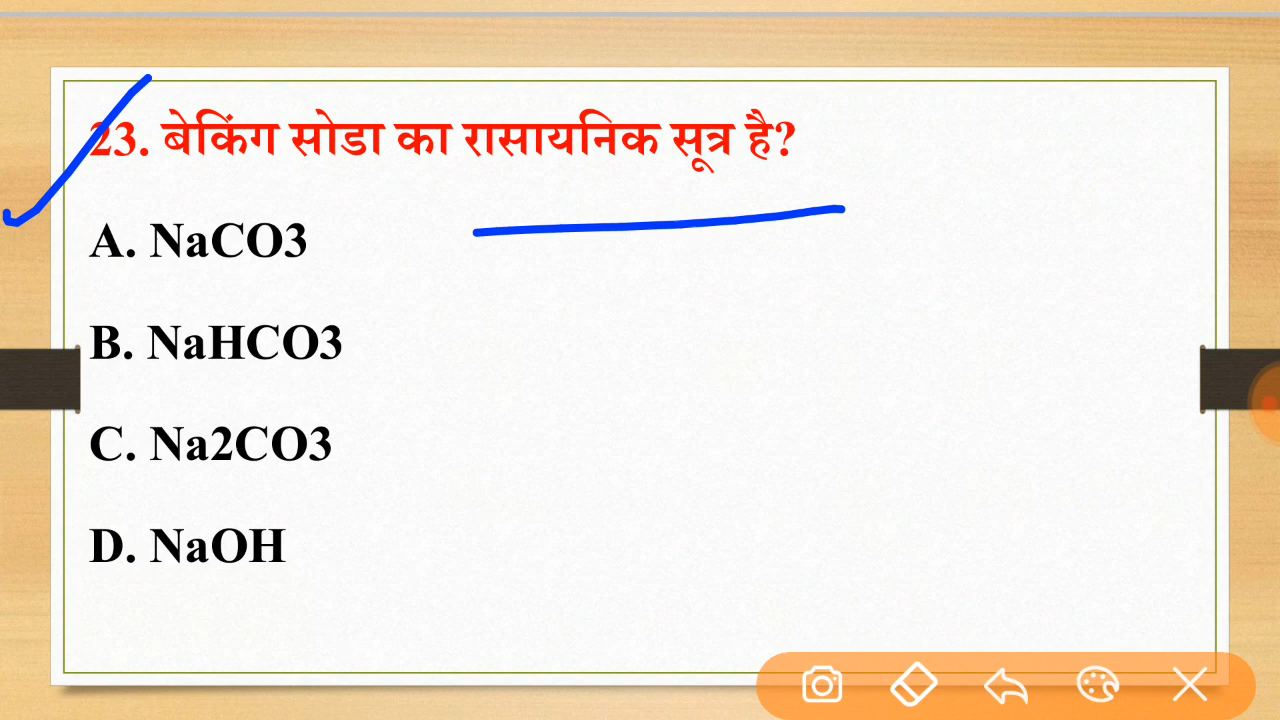 23. बेकिंग सोडा का रासायनिक सूत्र है?
A. NaCO3
B. NaHCO3
C. Na2CO3
D. NaOH